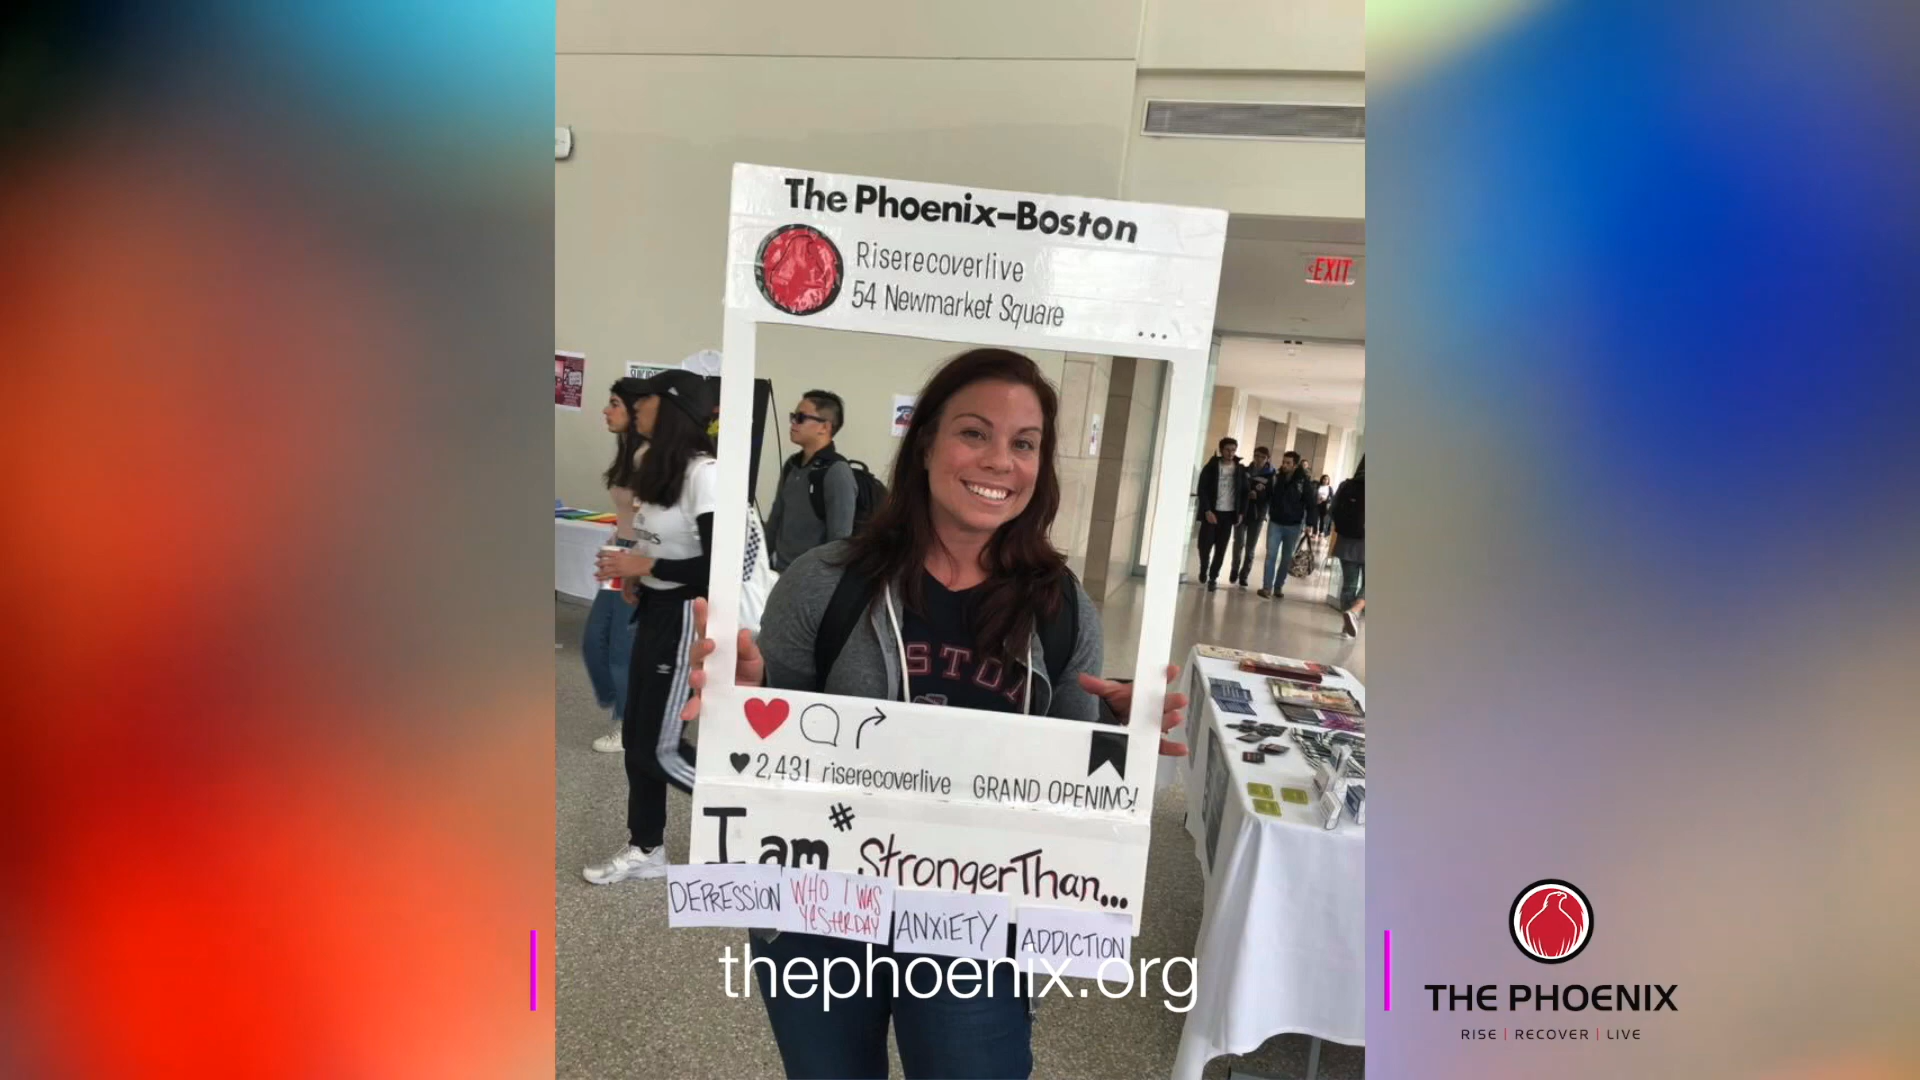 The Phoenix-Boston
Riserecoverlive
54 Newmarket Square
...
EXIT
STO
2,431 riserecoverlive GRAND OPENING!
I am #StrongerThan...
DEPRESSION
WHO I WAS
YESTERDAY
ANXIETY
ADDICTION
thephoenix.org
THE PHOENIX
RISE | RECOVER | LIVE